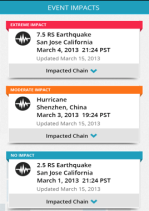 EVENT IMPACTS
EXTREME IMPACT
7.5 RS Earthquake
San Jose California
March 4, 2013 21:24 PST
Updated March 15, 2013
Impacted Chain
MODERATE IMPACT
Hurricane
Shenzhen, China
March 3, 2013 19:24 PST
Updated March 15, 2013
Impacted Chain
NO IMPACT
2.5 RS Earthquake
San Jose California
March 1, 2013 21:24 PST
Updated March 15, 2013
Impacted Chain